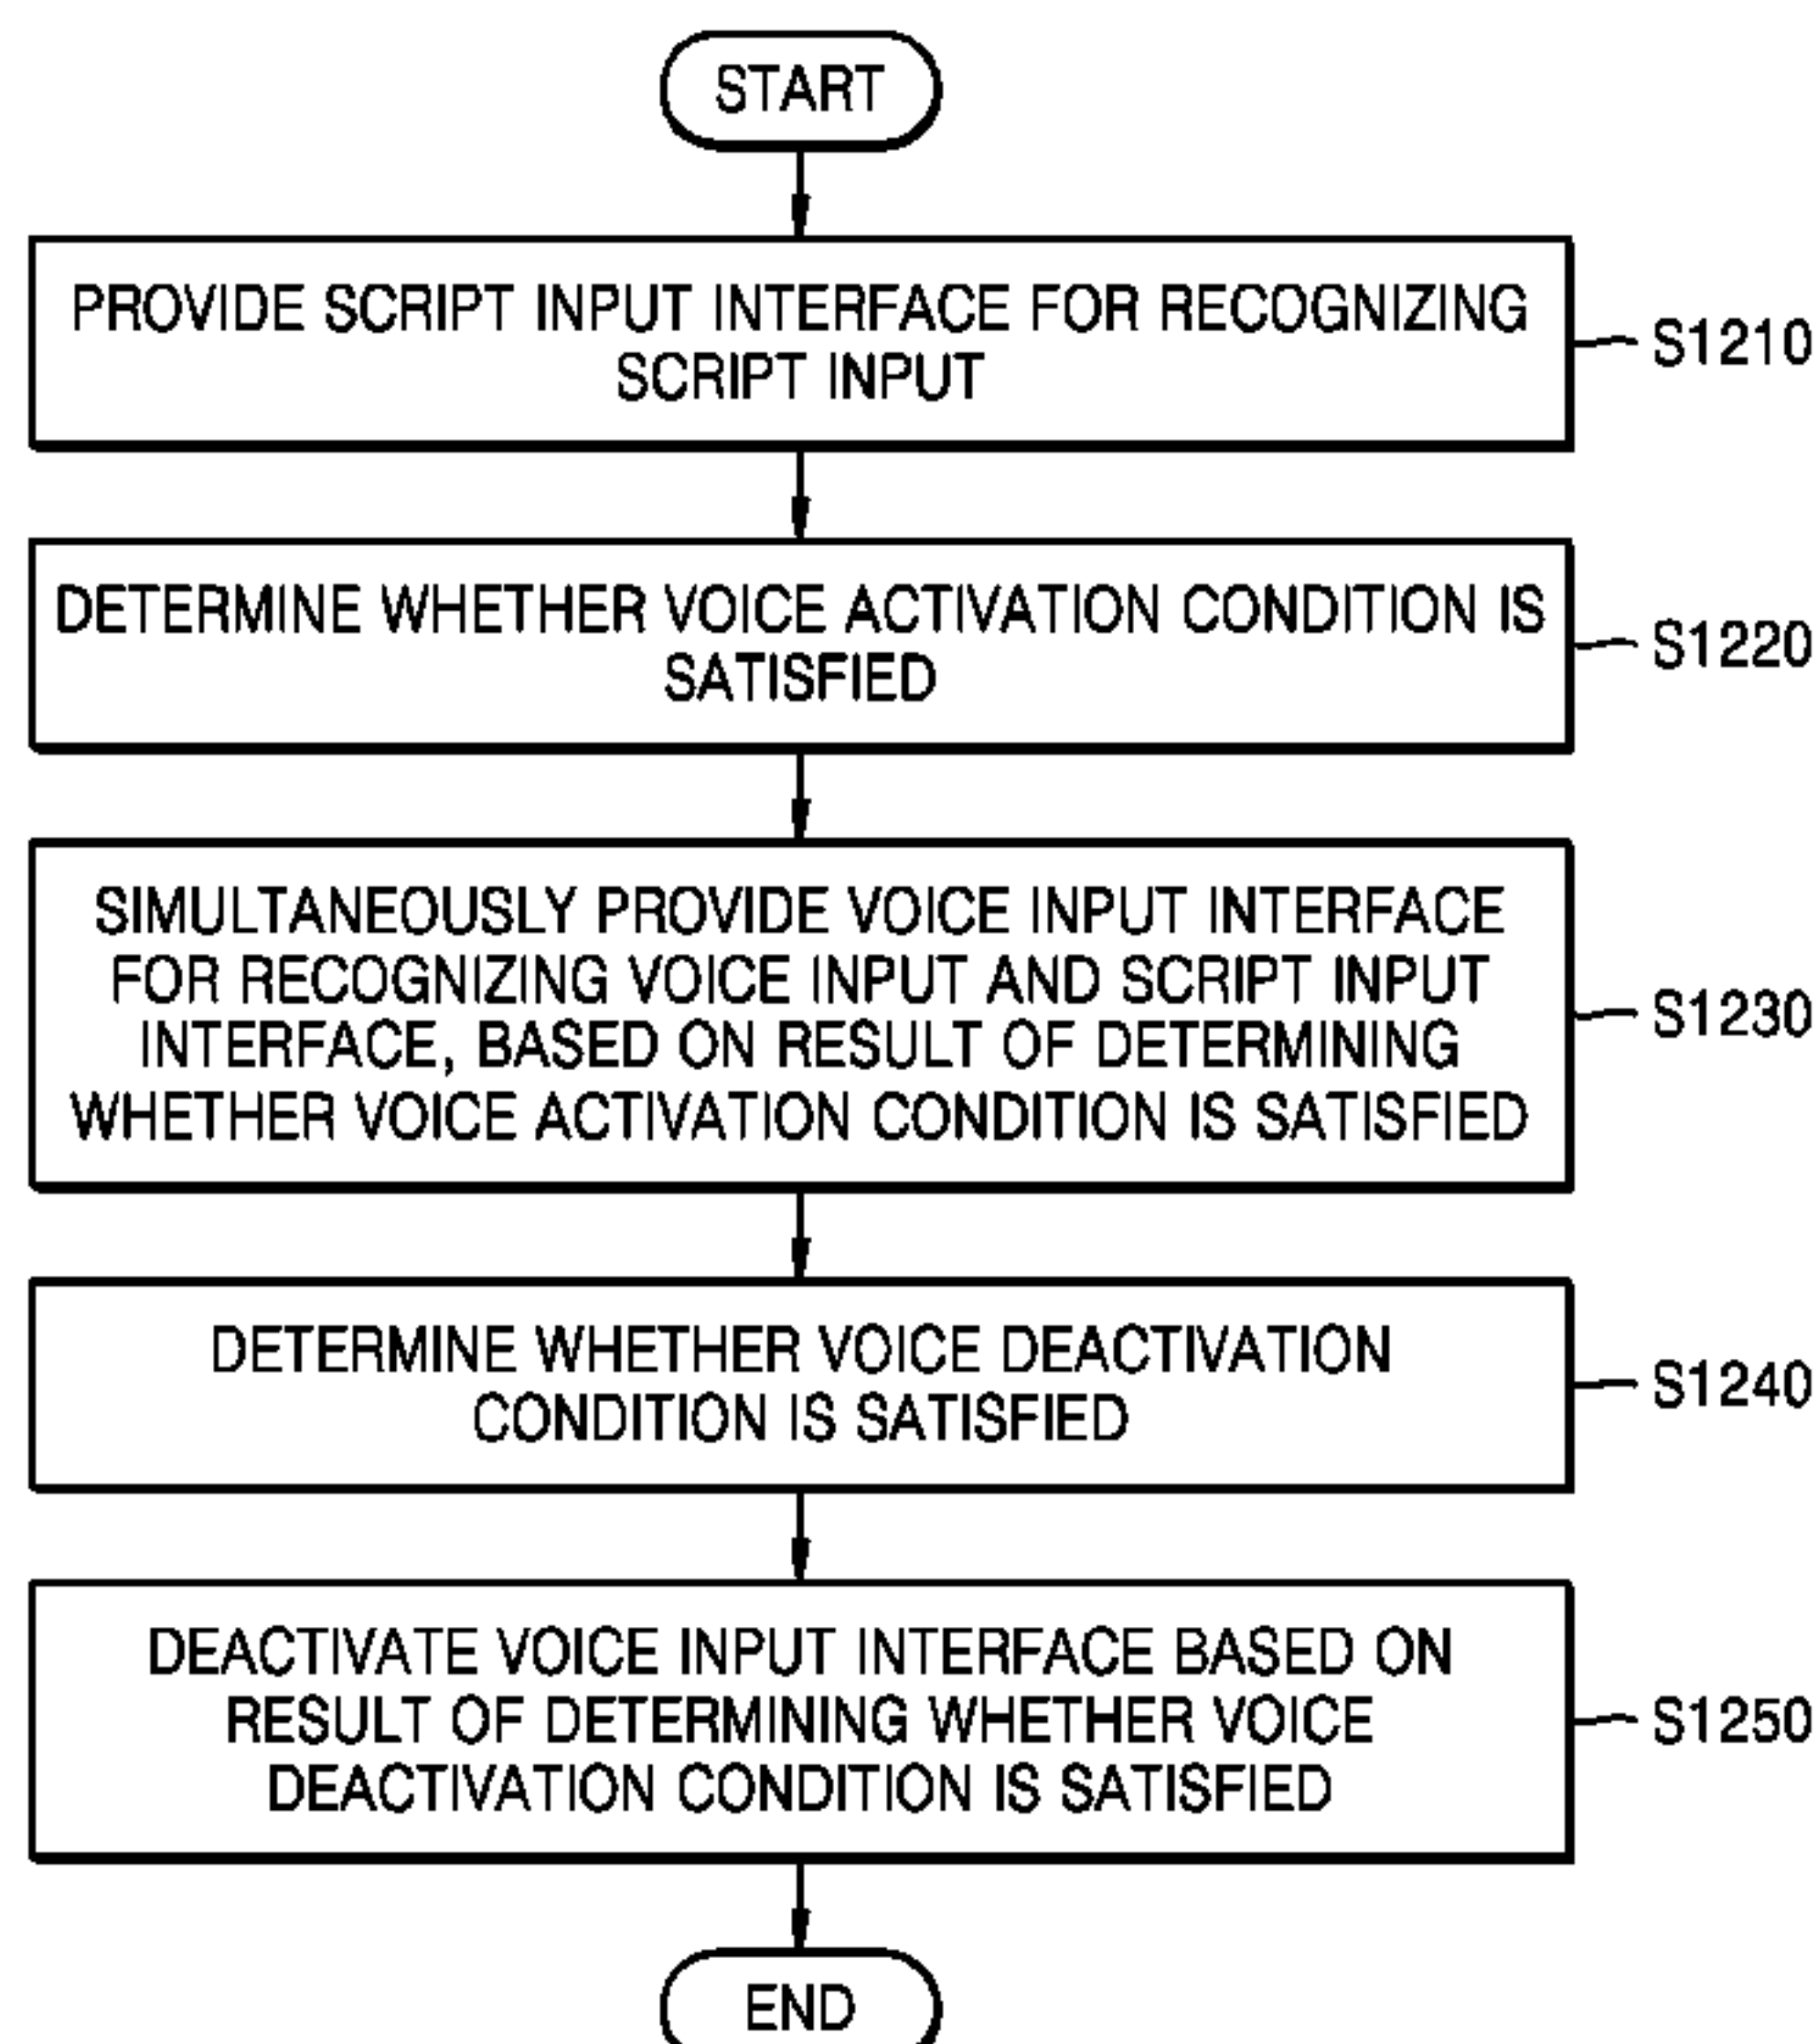 START
PROVIDE SCRIPT INPUT INTERFACE FOR RECOGNIZING
SCRIPT INPUT
S1210
DETERMINE WHETHER VOICE ACTIVATION CONDITION IS
SATISFIED
S1220
SIMULTANEOUSLY PROVIDE VOICE INPUT INTERFACE
FOR RECOGNIZING VOICE INPUT AND SCRIPT INPUT
INTERFACE, BASED ON RESULT OF DETERMINING
WHETHER VOICE ACTIVATION CONDITION IS SATISFIED
S1230
DETERMINE WHETHER VOICE DEACTIVATION
CONDITION IS SATISFIED
S1240
DEACTIVATE VOICE INPUT INTERFACE BASED ON
RESULT OF DETERMINING WHETHER VOICE
DEACTIVATION CONDITION IS SATISFIED
S1250
END